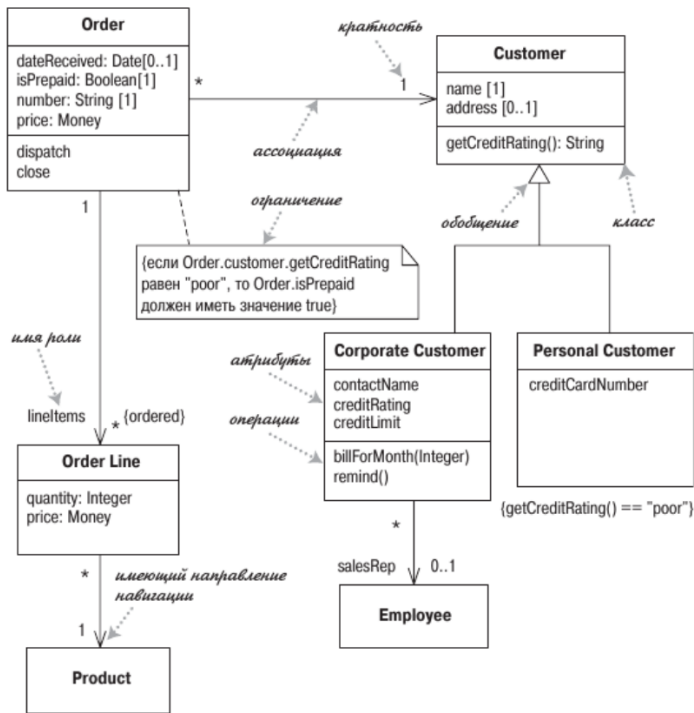 Order
dateReceived: Date[0..1]
isPrepaid: Boolean[1]
number: String [1]
price: Money
dispatch
close
*
кратность
1
ассоциация
Customer
name [1]
address [0..1]
getCreditRating(): String
1
ограничение
обобщение
класс
{если Order.customer.getCreditRating
равен "poor", то Order.isPrepaid
должен иметь значение true}
имя роли
lineItems
* {ordered}
атрибуты
операции
Corporate Customer
contactName
creditRating
creditLimit
billForMonth(Integer)
remind()
Personal Customer
creditCardNumber
{getCreditRating() == "poor"}
Order Line
quantity: Integer
price: Money
*
имеющий направление
навигации
1
Product
*
salesRep 0..1
Employee